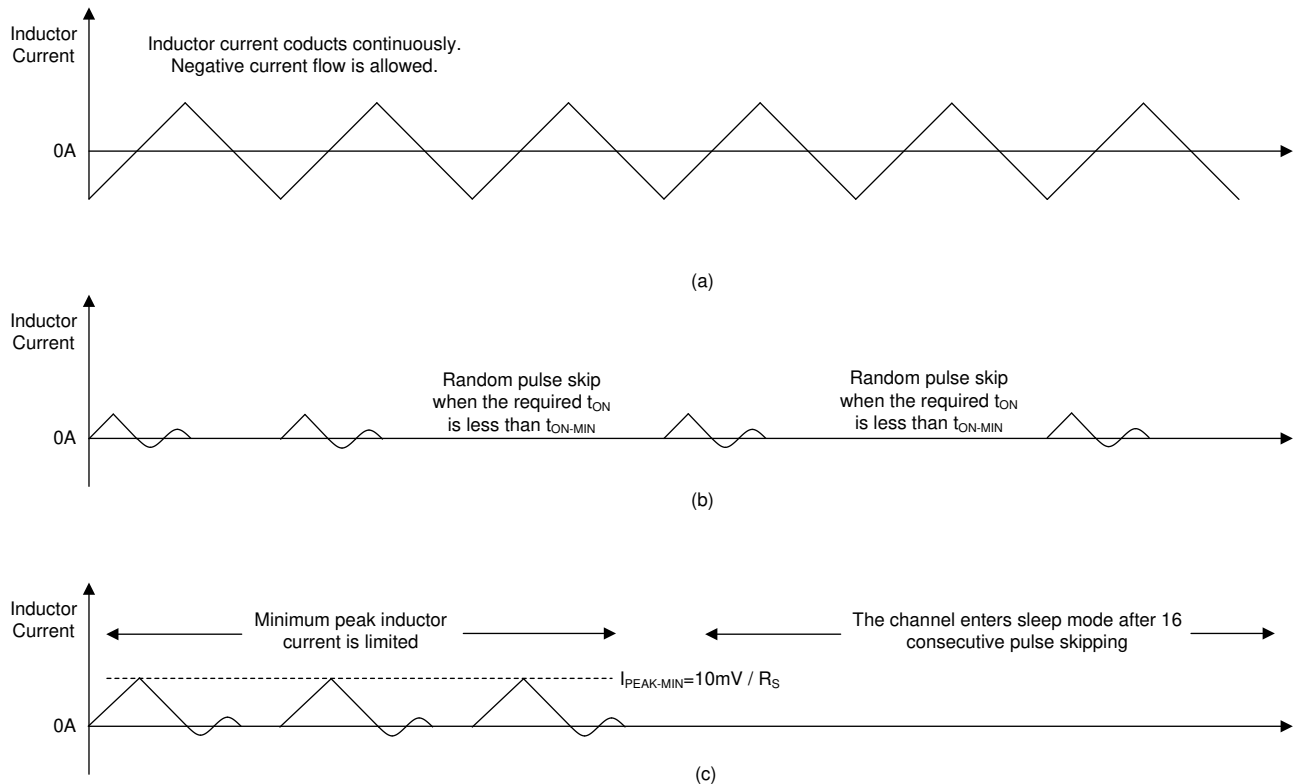 Inductor
Current
Inductor current coducts continuously.
Negative current flow is allowed.
0A
(a)
Inductor
Current
Random pulse skip
when the required tON
is less than tON-MIN
Random pulse skip
when the required tON
is less than tON-MIN
0A
(b)
Inductor
Current
Minimum peak inductor
current is limited
The channel enters sleep mode after 16
consecutive pulse skipping
IPEAK-MIN=10mV / RS
0A
(c)